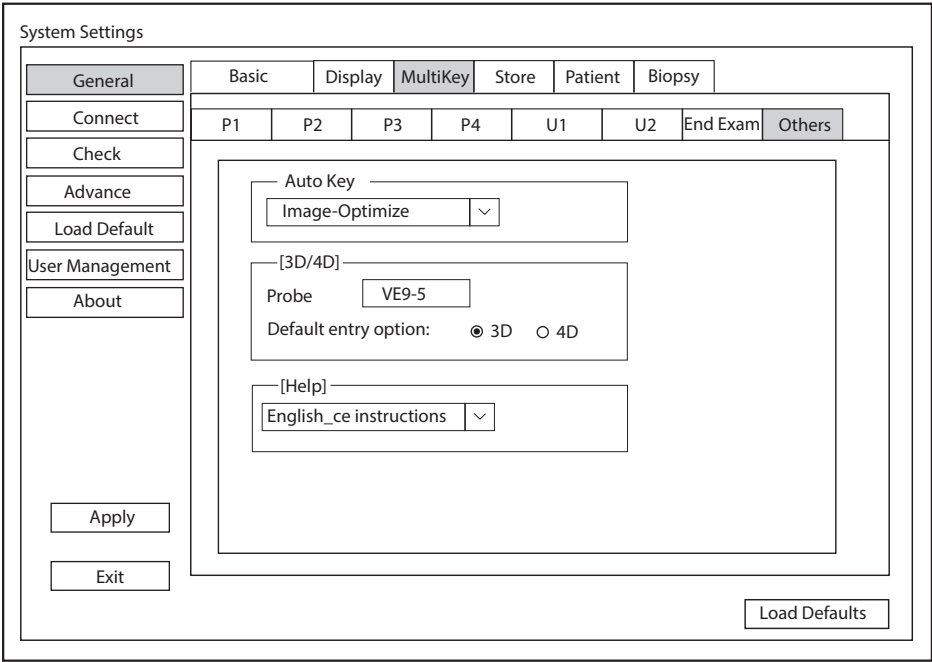 System Settings
General
Basic Display MultiKey Store Patient Biopsy
Connect
P1 P2 P3 P4 U1 U2 End Exam Others
Check
Advance
Load Default
User Management
About
Auto Key
Image-Optimize
[3D/4D]
Probe VE9-5
Default entry option: 3D 4D
[Help]
English_ce instructions
Apply
Exit
Load Defaults